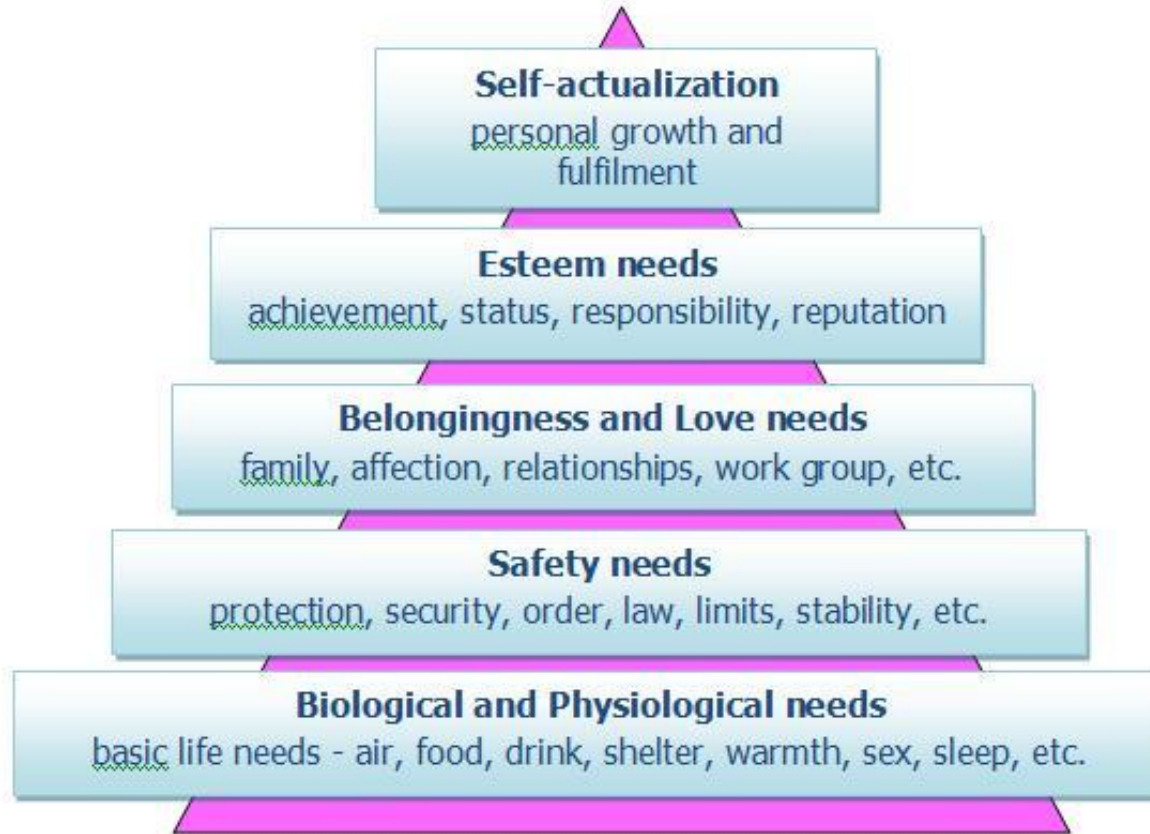 Self-actualization
personal growth and
fulfilment
Esteem needs
achievement, status, responsibility, reputation
Belongingness and Love needs
family, affection, relationships, work group, etc.
Safety needs
protection, security, order, law, limits, stability, etc.
Biological and Physiological needs
basic life needs - air, food, drink, shelter, warmth, sex, sleep, etc.